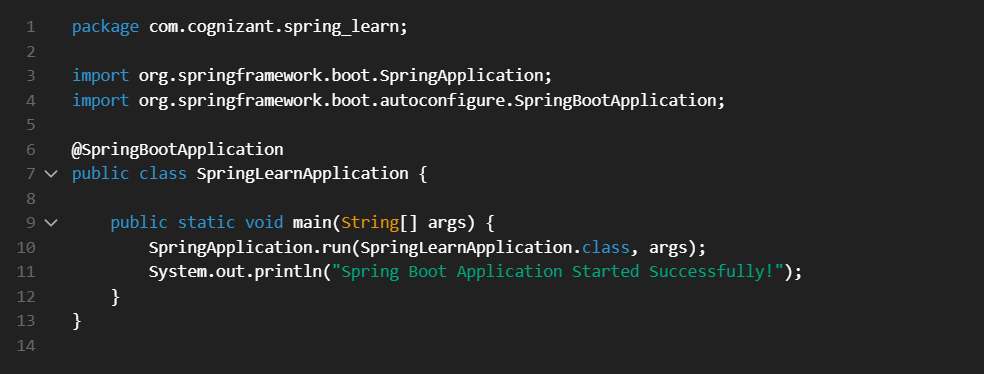 1 package com.cognizant.spring_learn;
2
3 import org.springframework.boot.SpringApplication;
4 import org.springframework.boot.autoconfigure.SpringBootApplication;
5
6 @SpringBootApplication
7 public class SpringLearnApplication {
8
9     public static void main(String[] args) {
10         SpringApplication.run(SpringLearnApplication.class, args);
11         System.out.println("Spring Boot Application Started Successfully!");
12     }
13 }
14